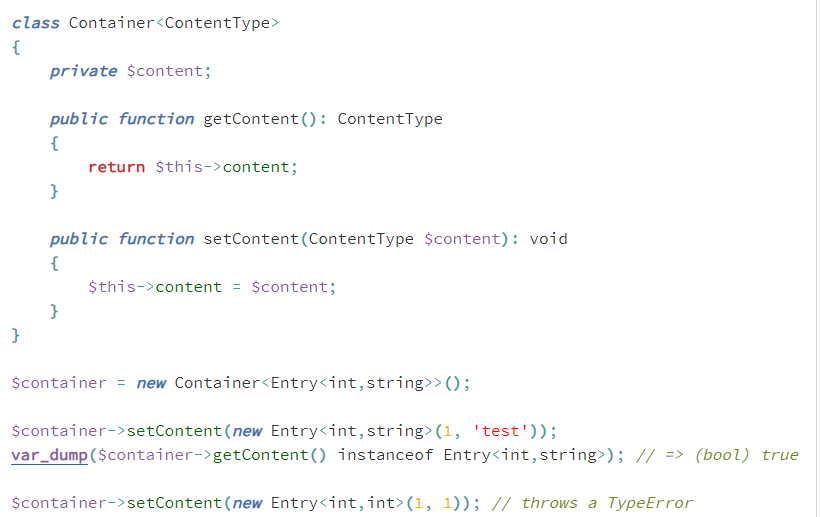 class Container<ContentType>
{
    private $content;

    public function getContent(): ContentType
    {
        return $this->content;
    }

    public function setContent(ContentType $content): void
    {
        $this->content = $content;
    }
}

$container = new Container<Entry<int,string>>();

$container->setContent(new Entry<int,string>(1, 'test'));
var_dump($container->getContent() instanceof Entry<int,string>); // => (bool) true

$container->setContent(new Entry<int,int>(1, 1)); // throws a TypeError